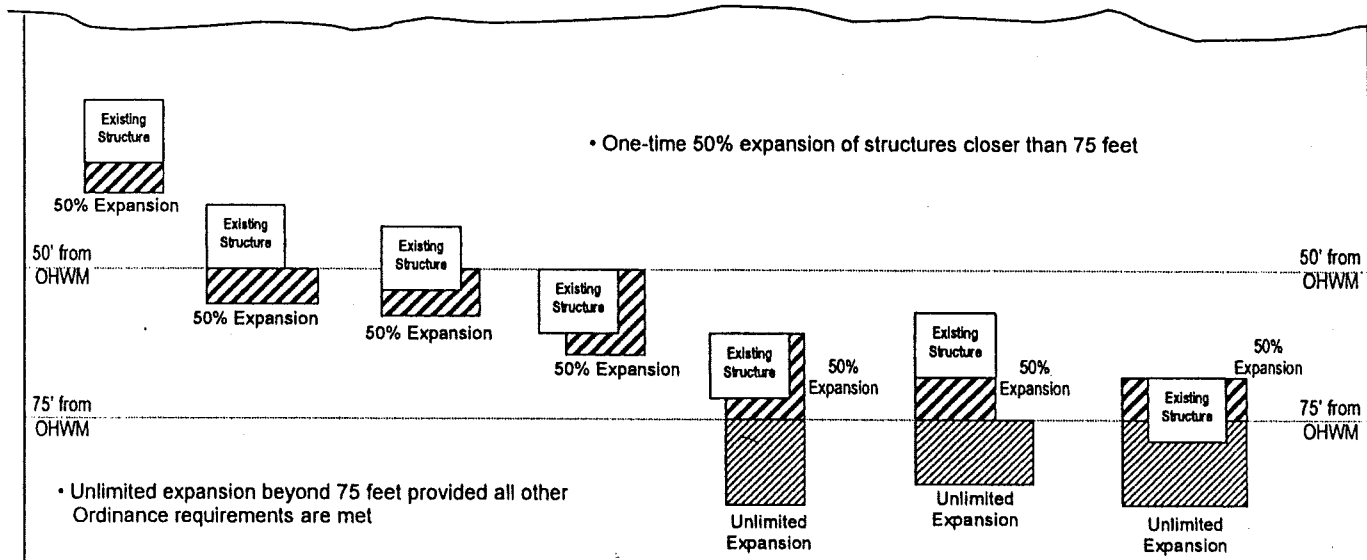 Existing
Structure
• One-time 50% expansion of structures closer than 75 feet
50% Expansion
Existing
Structure
Existing
Structure
50' from
OHWM
50' from
OHWM
Existing
Structure
50% Expansion
50% Expansion
50% Expansion
Existing
Structure
50%
Expansion
Existing
Structure
50%
Expansion
50%
Expansion
Existing
Structure
75' from
OHWM
75' from
OHWM
• Unlimited expansion beyond 75 feet provided all other
Ordinance requirements are met
Unlimited
Expansion
Unlimited
Expansion
Unlimited
Expansion